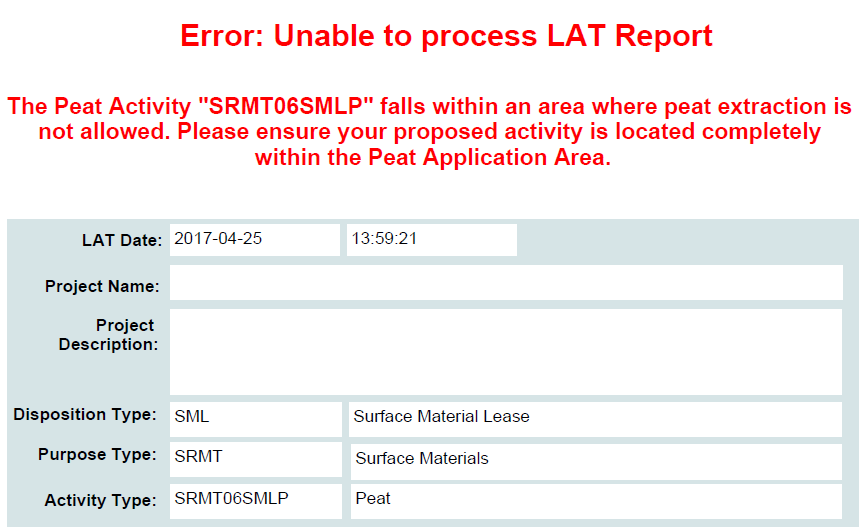 Error: Unable to process LAT Report
The Peat Activity "SRMT06SMLP" falls within an area where peat extraction is
not allowed. Please ensure your proposed activity is located completely
within the Peat Application Area.
LAT Date: 2017-04-25 13:59:21
Project Name:
Project
Description:
Disposition Type: SML Surface Material Lease
Purpose Type: SRMT Surface Materials
Activity Type: SRMT06SMLP Peat